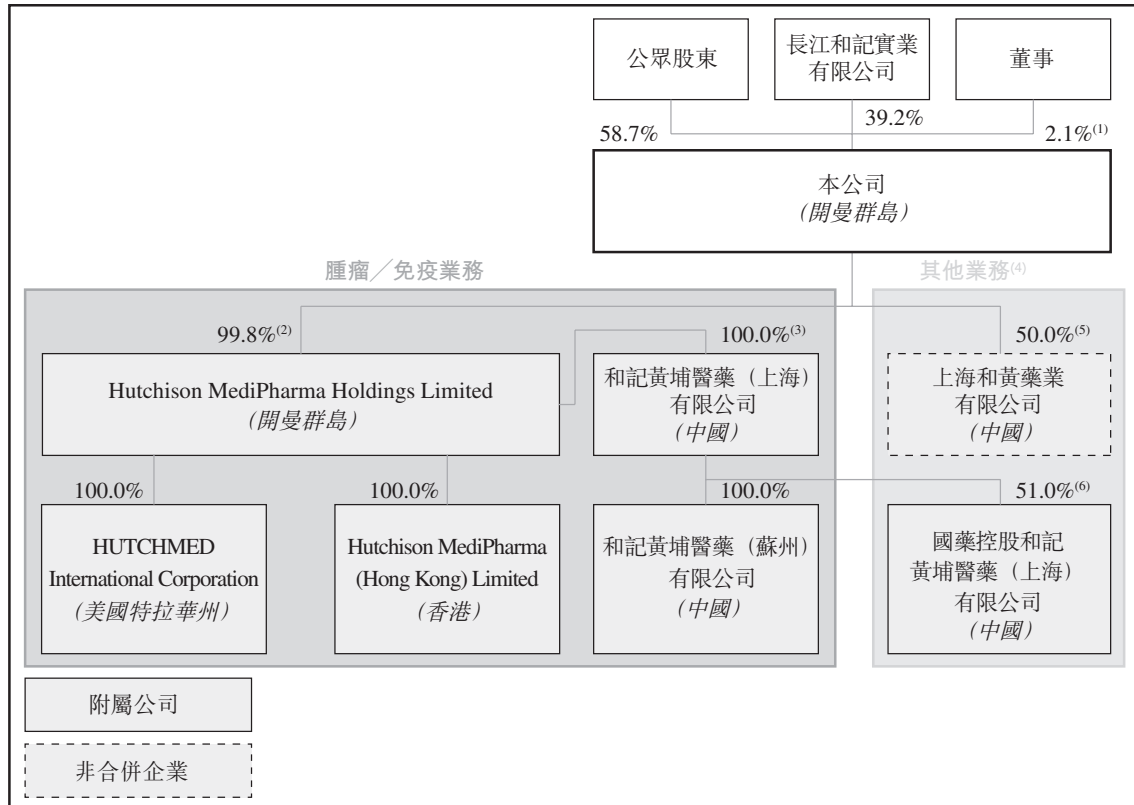 公眾股東
長江和記實業
有限公司
董事
58.7%
39.2%
2.1%(1)
本公司
(開曼群島)
腫瘤／免疫業務
其他業務(4)
99.8%(2)
100.0%(3)
50.0%(5)
Hutchison MediPharma Holdings Limited
(開曼群島)
和記黃埔醫藥（上海）
有限公司
(中國)
上海和黃藥業
有限公司
(中國)
100.0%
100.0%
100.0%
51.0%(6)
HUTCHMED
International Corporation
(美國特拉華州)
Hutchison MediPharma
(Hong Kong) Limited
(香港)
和記黃埔醫藥（蘇州）
有限公司
(中國)
國藥控股和記
黃埔醫藥（上海）
有限公司
(中國)
附屬公司
非合併企業